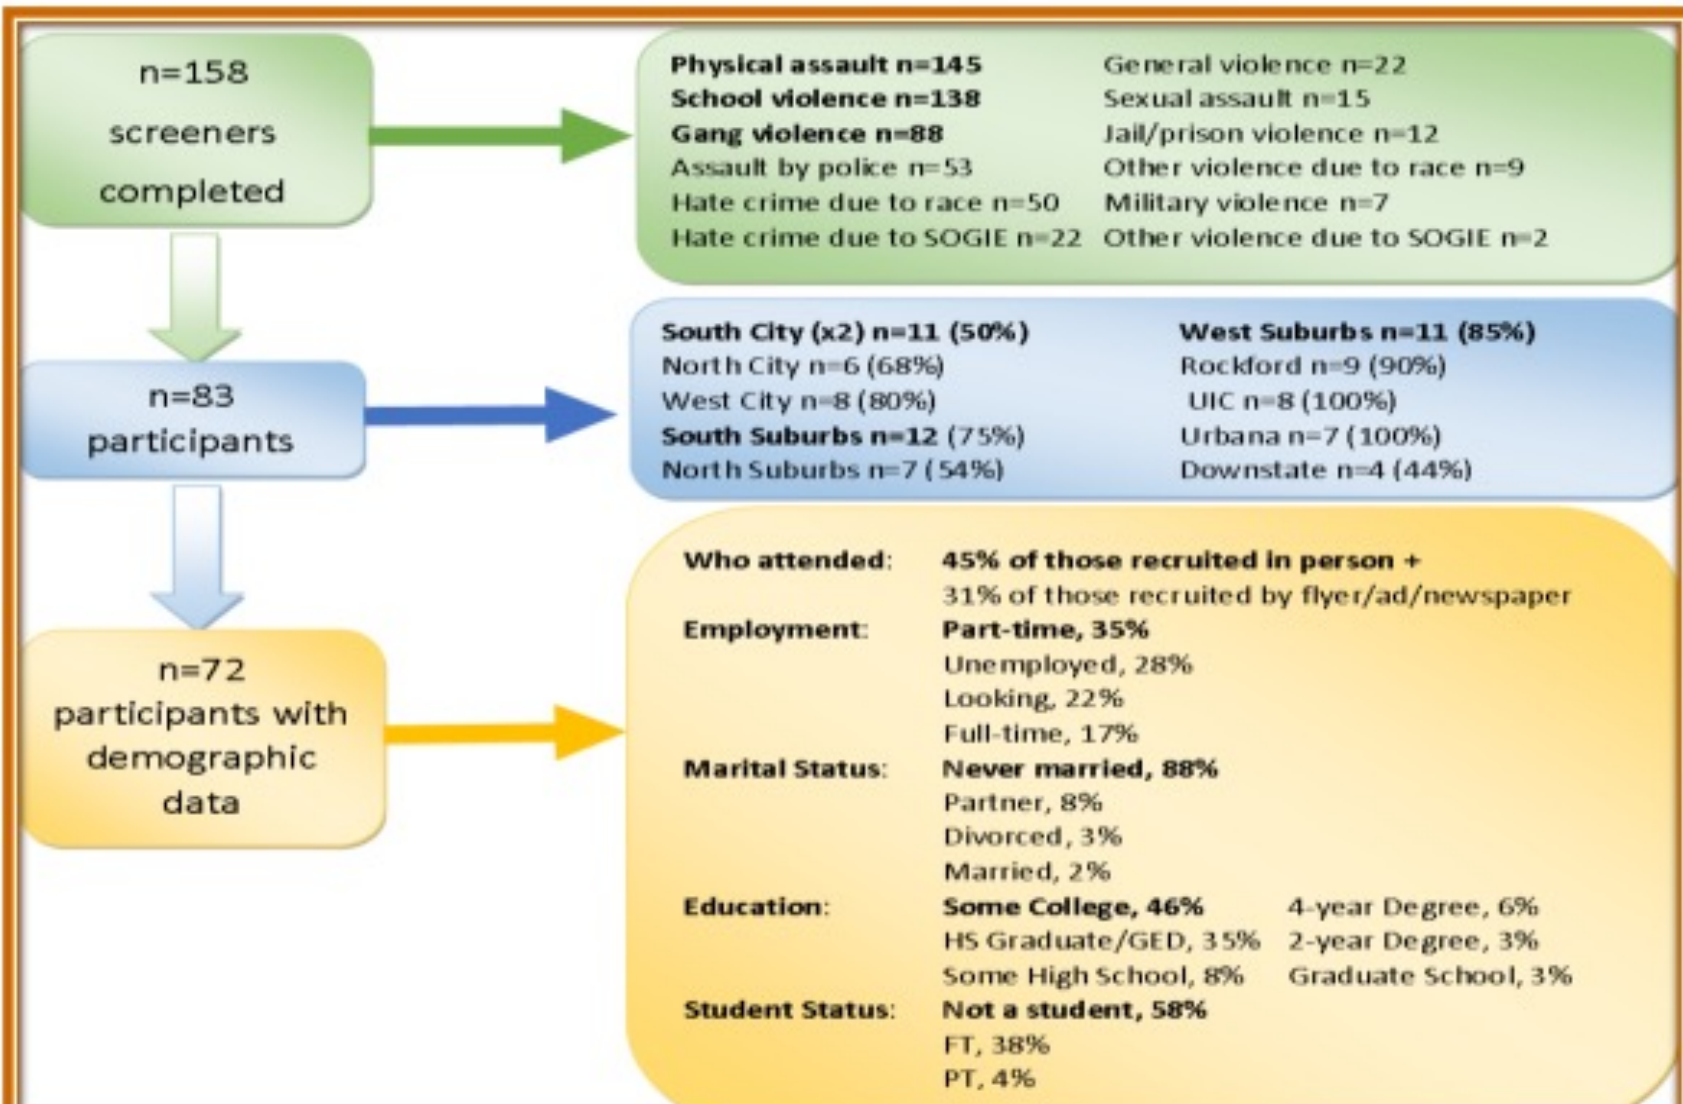 n=158
screeners
completed
Physical assault n=145
School violence n=138
Gang violence n=88
Assault by police n=53
Hate crime due to race n=50
Hate crime due to SOGIE n=22
General violence n=22
Sexual assault n=15
Jail/prison violence n=12
Other violence due to race n=9
Military violence n=7
Other violence due to SOGIE n=2
n=83
participants
South City (x2) n=11 (50%)
North City n=6 (68%)
West City n=8 (80%)
South Suburbs n=12 (75%)
North Suburbs n=7 (54%)
West Suburbs n=11 (85%)
Rockford n=9 (90%)
UIC n=8 (100%)
Urbana n=7 (100%)
Downstate n=4 (44%)
n=72
participants with
demographic
data
Who attended: 45% of those recruited in person +
31% of those recruited by flyer/ad/newspaper
Employment: Part-time, 35%
Unemployed, 28%
Looking, 22%
Full-time, 17%
Marital Status: Never married, 88%
Partner, 8%
Divorced, 3%
Married, 2%
Education: Some College, 46% 4-year Degree, 6%
HS Graduate/GED, 35% 2-year Degree, 3%
Some High School, 8% Graduate School, 3%
Student Status: Not a student, 58%
FT, 38%
PT, 4%